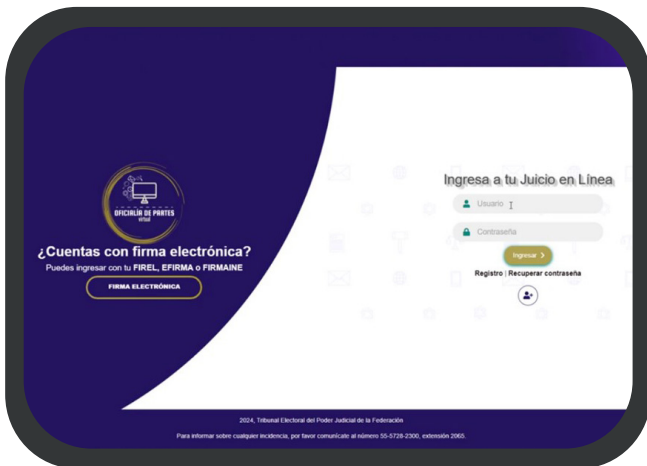 OFICIALÍA DE PARTES
virtual
¿Cuentas con firma electrónica?
Puedes ingresar con tu FIREL, EFIRMA O FIRMAINE
FIRMA ELECTRÓNICA
Ingresa a tu Juicio en Línea
Usuario
Contraseña
Ingresar >
Registro | Recuperar contraseña
2024, Tribunal Electoral del Poder Judicial de la Federación
Para informar sobre cualquier incidencia, por favor comunícate al número 55-5728-2300, extensión 2065.